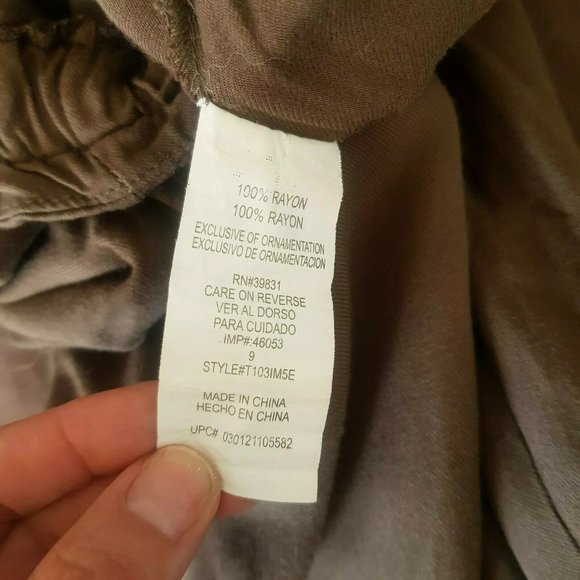 100% RAYON
100% RAYON
EXCLUSIVE OF ORNAMENTATION
EXCLUSIVO DE ORNAMENTACION
RN#39831
CARE ON REVERSE
VER AL DORSO
PARA CUIDADO
IMP#:46053
9
STYLE#T103IM5E
MADE IN CHINA
HECHO EN CHINA
UPC# 030121105582